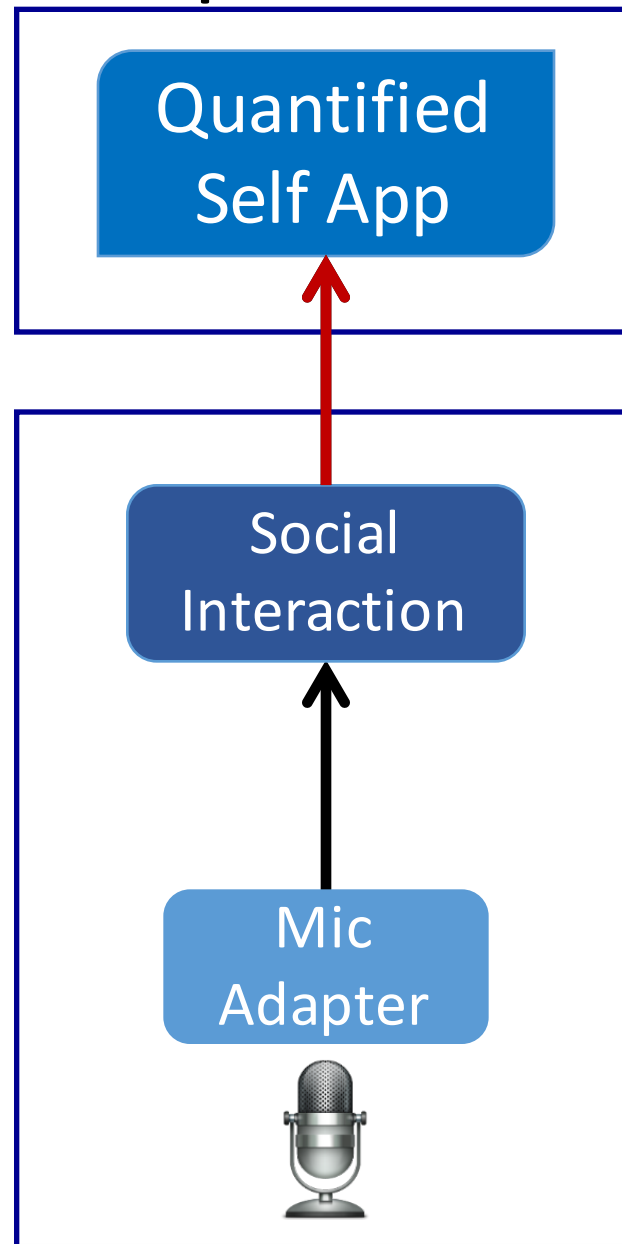 Quantified
Self App
Social
Interaction
Mic
Adapter